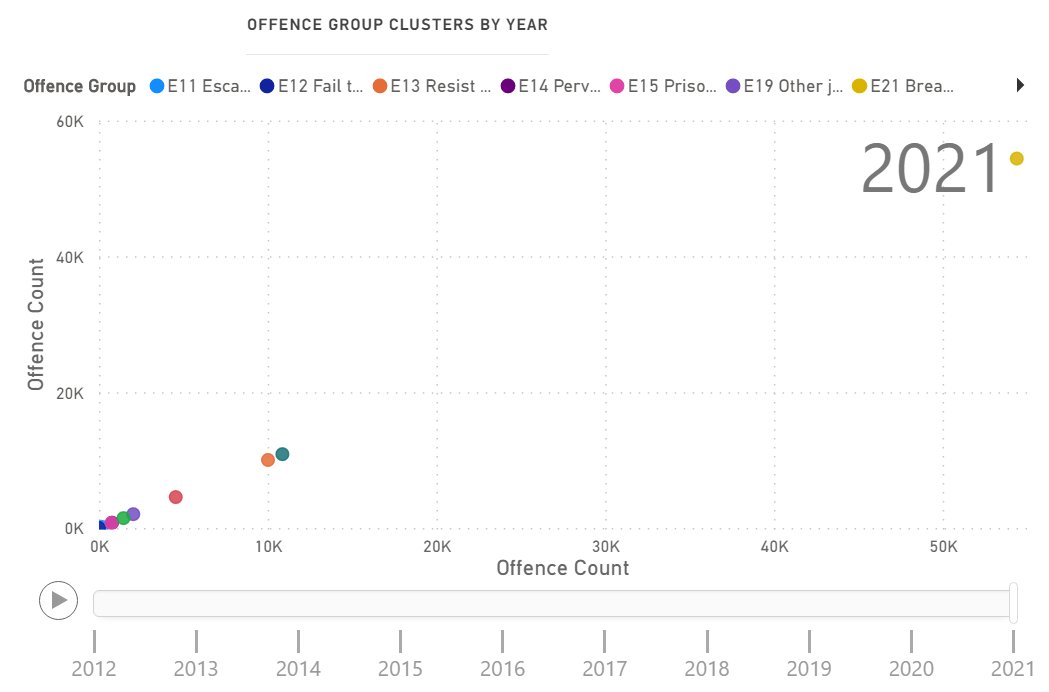 OFFENCE GROUP CLUSTERS BY YEAR
Offence Group E11 Esca... E12 Fail t... E13 Resist ... E14 Perv... E15 Priso... E19 Other j... E21 Brea...
60K
2021
40K
Offence Count
20K
0K
0K 10K 20K 30K 40K 50K
Offence Count
2012 2013 2014 2015 2016 2017 2018 2019 2020 2021